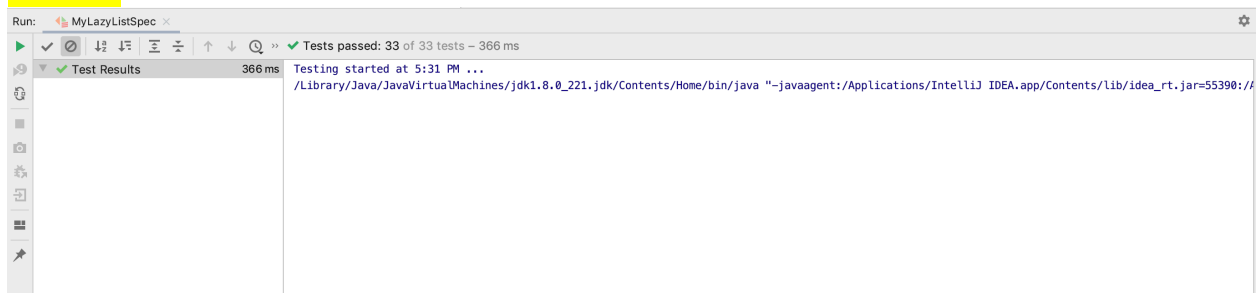 Run: MyLazyListSpec
Tests passed: 33 of 33 tests – 366 ms
Test Results 366 ms
Testing started at 5:31 PM ...
/Library/Java/JavaVirtualMachines/jdk1.8.0_221.jdk/Contents/Home/bin/java "-javaagent:/Applications/IntelliJ IDEA.app/Contents/lib/idea_rt.jar=55390:/